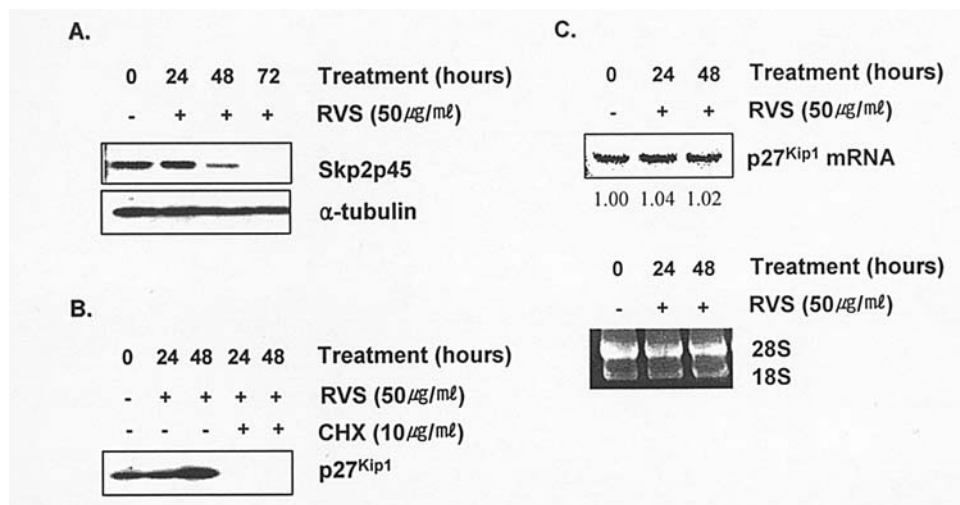 A.
0 24 48 72 Treatment (hours)
- + + + RVS (50㎍/㎖)
Skp2p45
α-tubulin
B.
0 24 48 24 48 Treatment (hours)
- + + + + RVS (50㎍/㎖)
- - - + + CHX (10㎍/㎖)
p27Kip1
C.
0 24 48 Treatment (hours)
- + + RVS (50㎍/㎖)
p27Kip1 mRNA
1.00 1.04 1.02
0 24 48 Treatment (hours)
- + + RVS (50㎍/㎖)
28S
18S